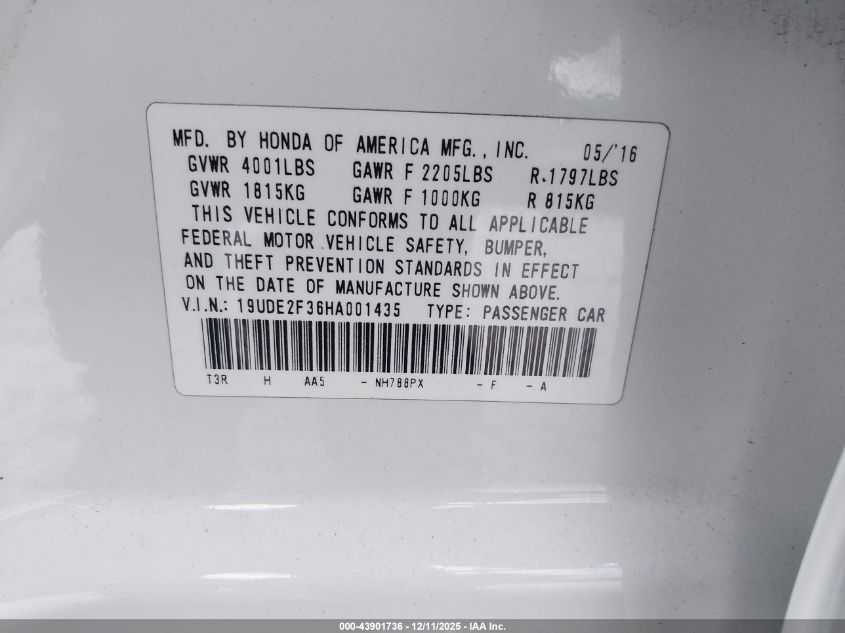 MFD. BY HONDA OF AMERICA MFG., INC. 05/'16
GVWR 4001LBS GAWR F 2205LBS R.1797LBS
GVWR 1815KG GAWR F 1000KG R 815KG
THIS VEHICLE CONFORMS TO ALL APPLICABLE
FEDERAL MOTOR VEHICLE SAFETY, BUMPER,
AND THEFT PREVENTION STANDARDS IN EFFECT
ON THE DATE OF MANUFACTURE SHOWN ABOVE.
V.I.N.: 19UDE2F36HA001435 TYPE: PASSENGER CAR
T3R H AA5 - NH788PX - F - A
000-43901736 - 12/11/2025 - IAA Inc.